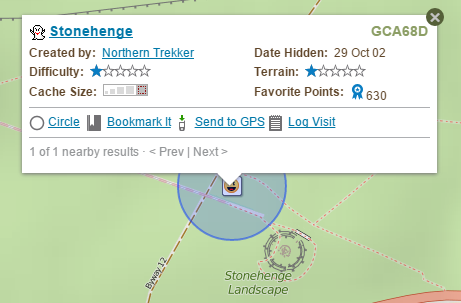 Stonehenge GCA68D
Created by: Northern Trekker Date Hidden: 29 Oct 02
Difficulty: Terrain:
Cache Size: Favorite Points: 630
Circle Bookmark It Send to GPS Log Visit
1 of 1 nearby results · < Prev | Next >
Byway 12
Stonehenge
Landscape